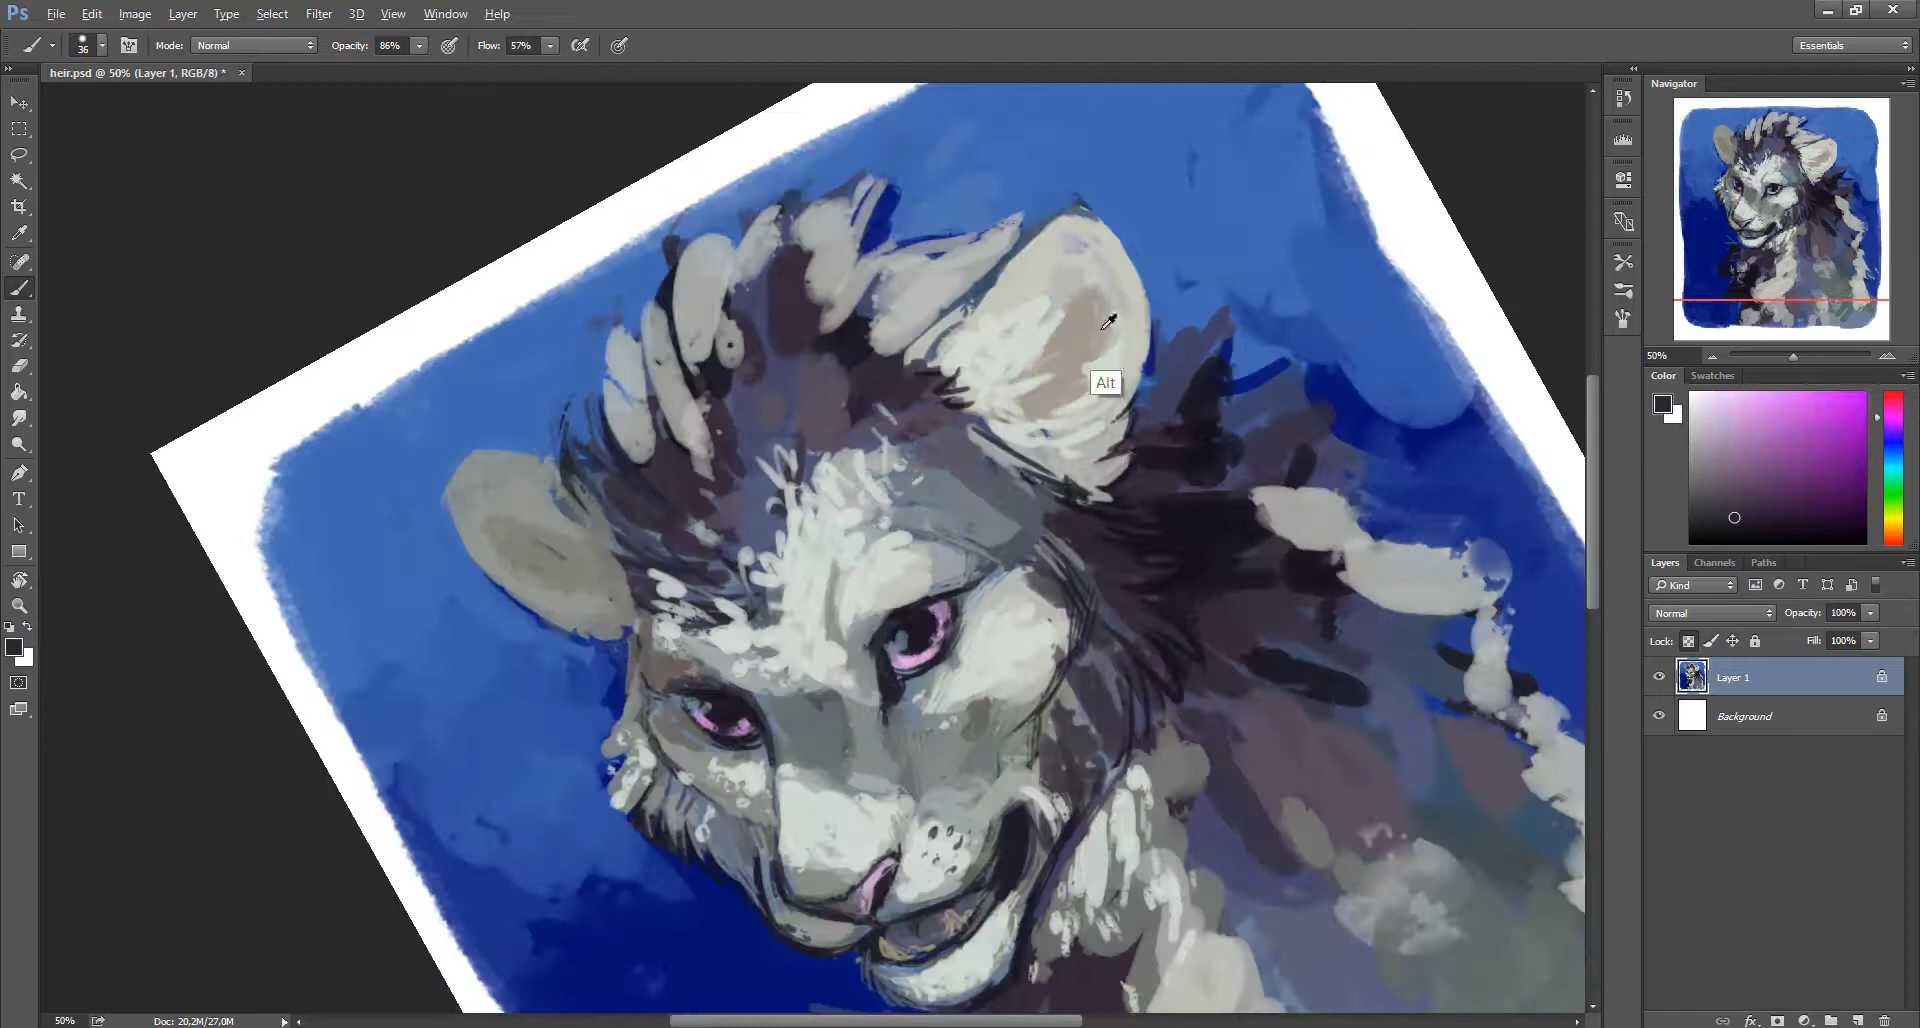 Ps File Edit Image Layer Type Select Filter 3D View Window Help
36 Mode: Normal Opacity: 86% Flow: 57% Essentials
heir.psd @ 50% (Layer 1, RGB/8) *
Navigator
50%
Color Swatches
Alt
Layers Channels Paths
Kind
Normal Opacity: 100%
Lock: Fill: 100%
Layer 1
Background
50% Doc: 20,2M/27,0M